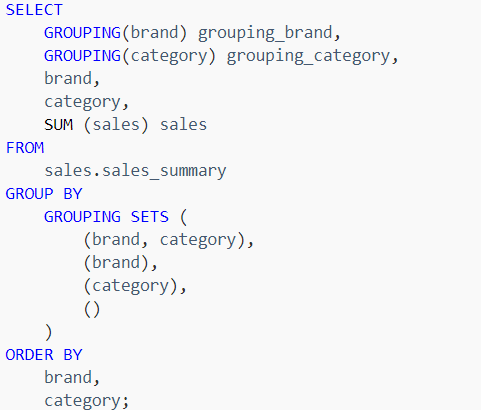 SELECT
    GROUPING(brand) grouping_brand,
    GROUPING(category) grouping_category,
    brand,
    category,
    SUM (sales) sales
FROM
    sales.sales_summary
GROUP BY
    GROUPING SETS (
        (brand, category),
        (brand),
        (category),
        ()
    )
ORDER BY
    brand,
    category;